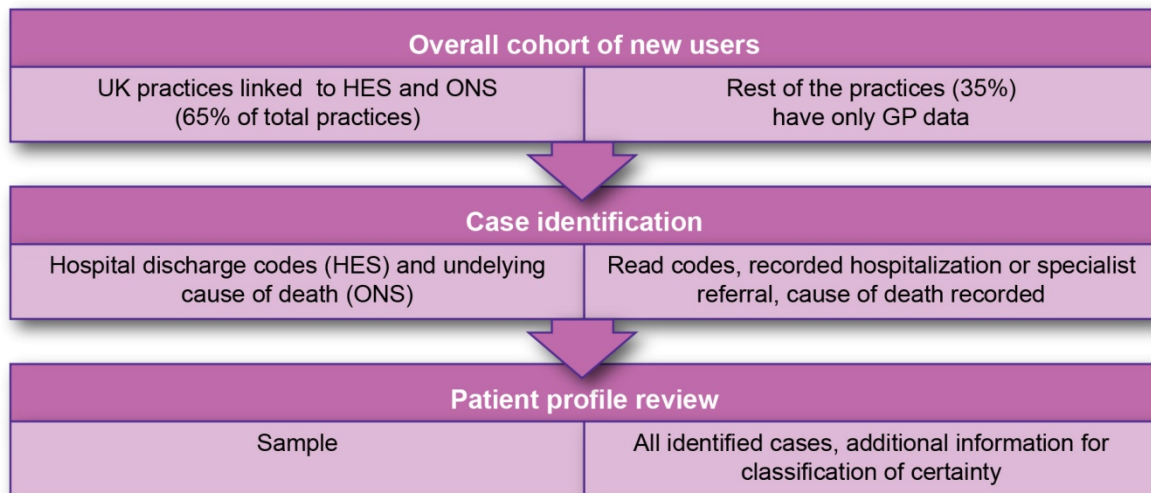 Overall cohort of new users
UK practices linked to HES and ONS
(65% of total practices)
Rest of the practices (35%)
have only GP data
Case identification
Hospital discharge codes (HES) and undelying
cause of death (ONS)
Read codes, recorded hospitalization or specialist
referral, cause of death recorded
Patient profile review
Sample
All identified cases, additional information for
classification of certainty